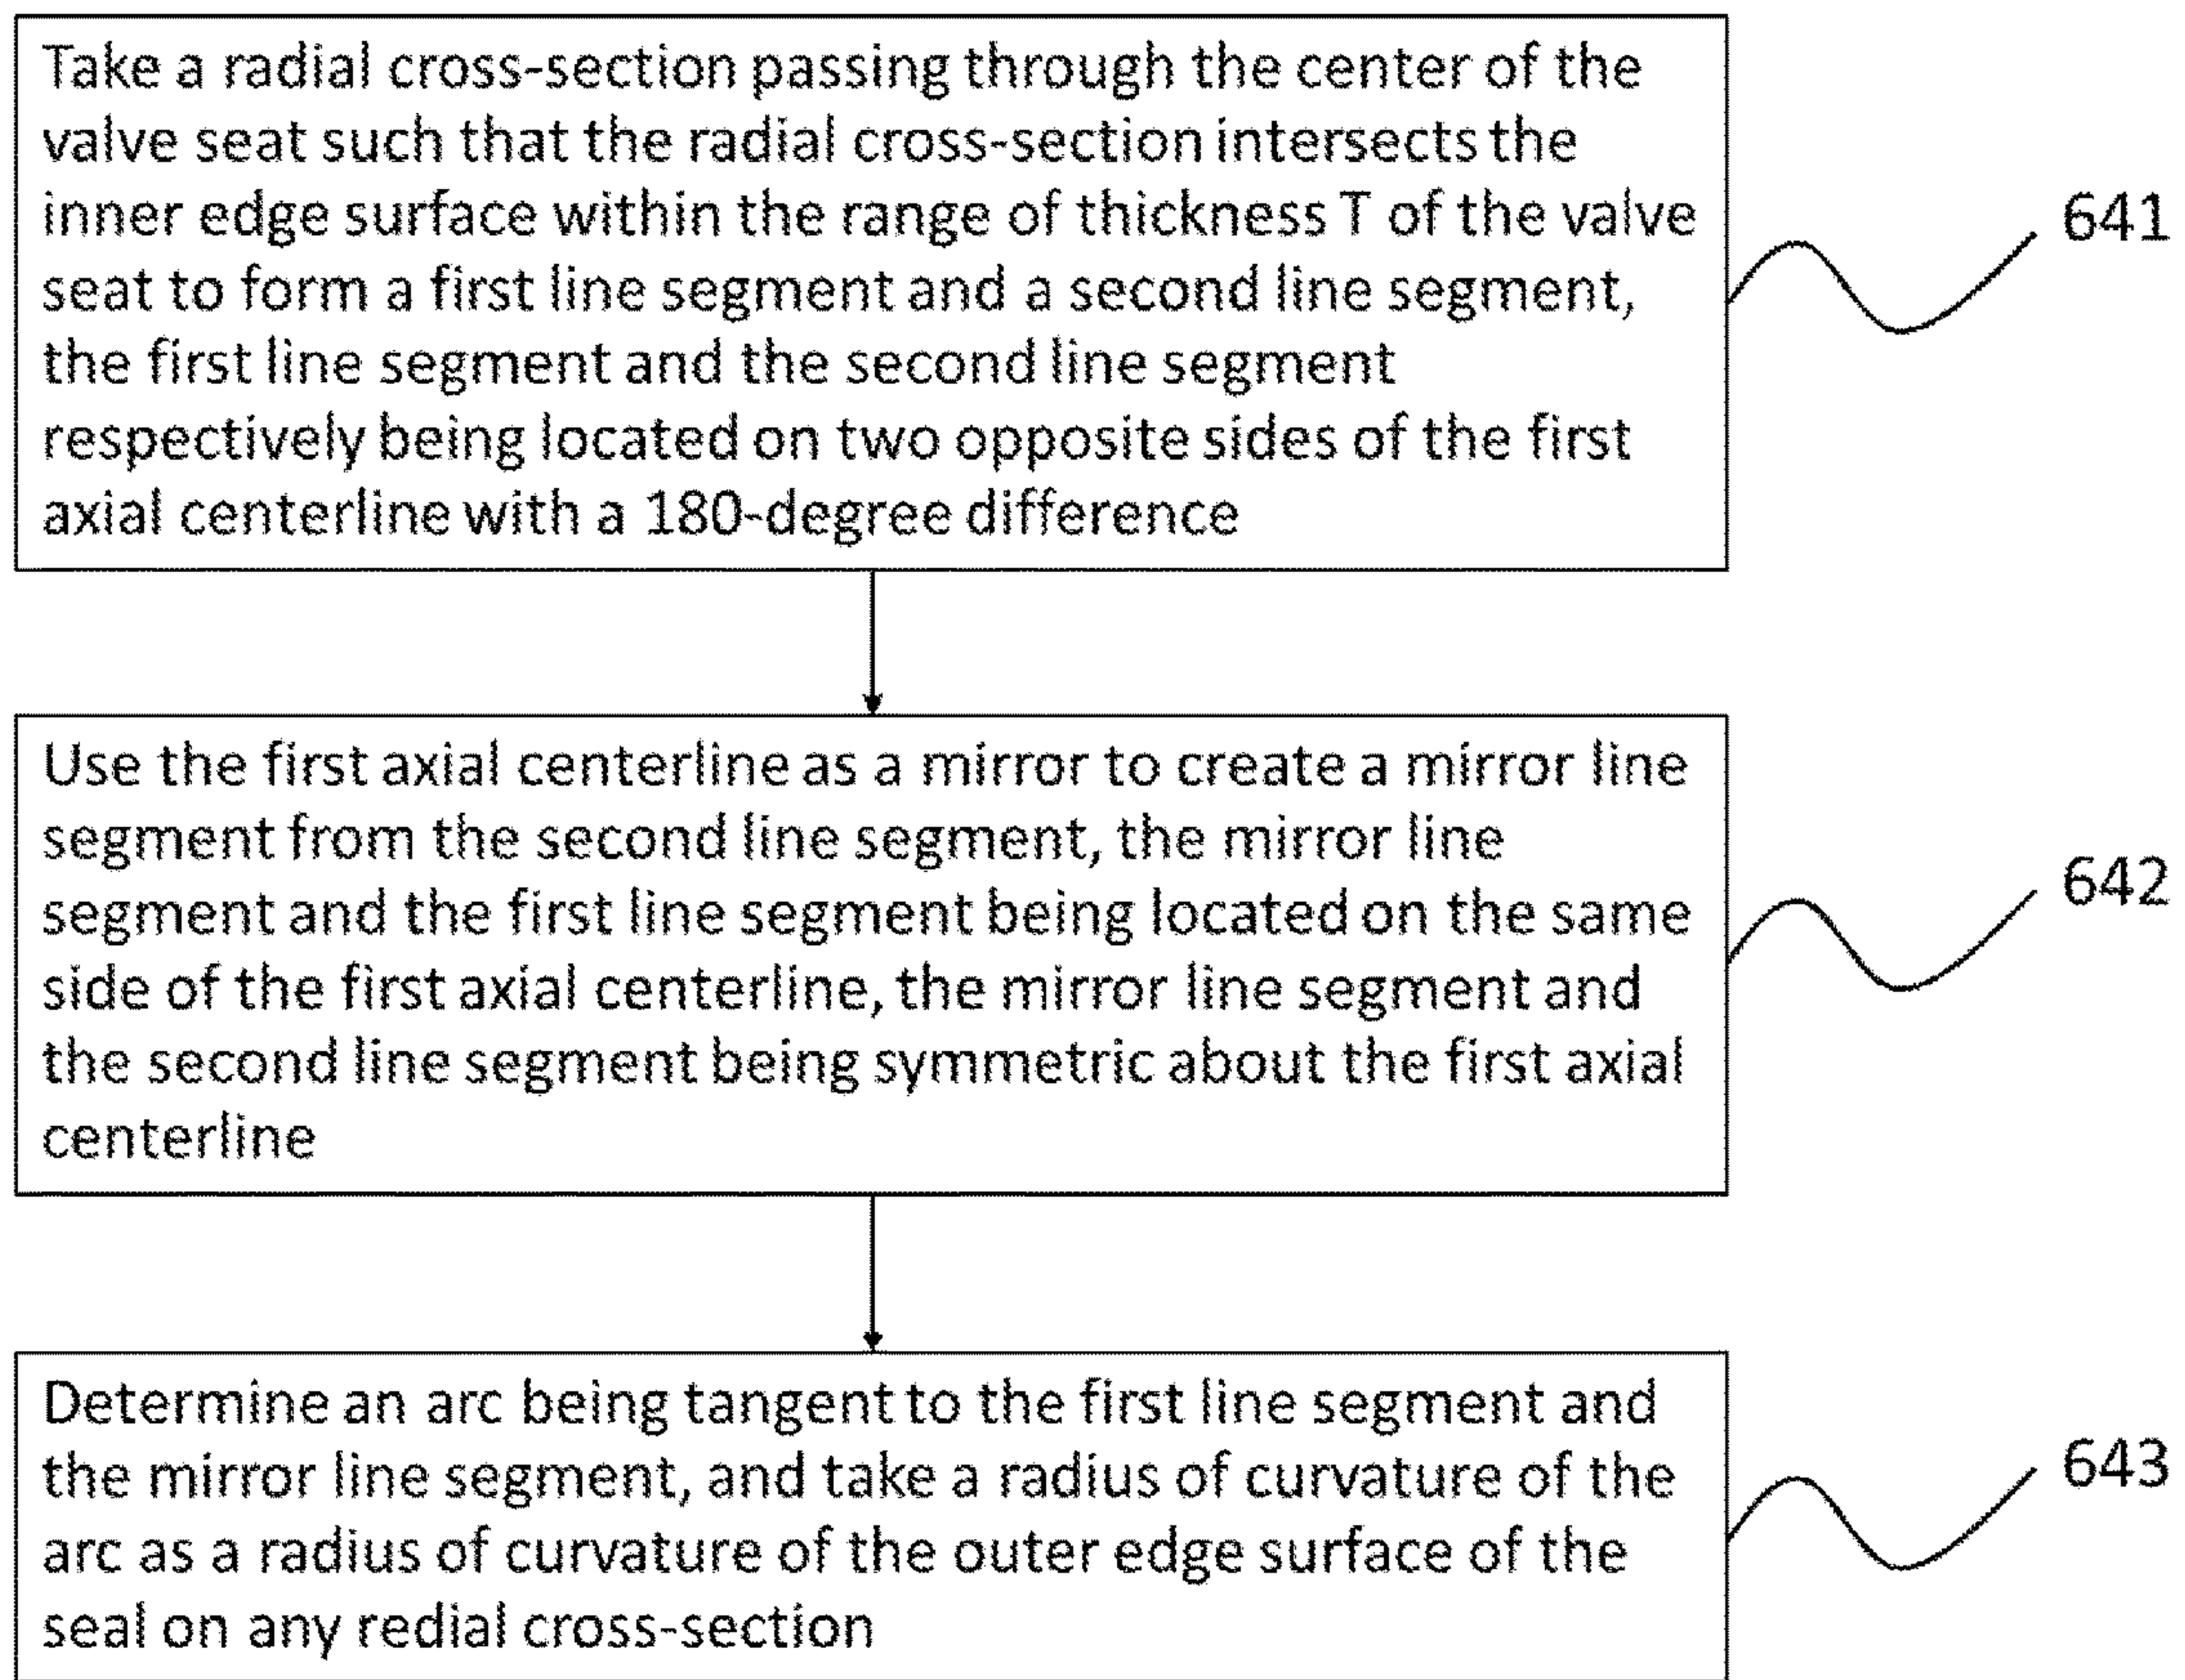 Take a radial cross-section passing through the center of the
valve seat such that the radial cross-section intersects the
inner edge surface within the range of thickness T of the valve
seat to form a first line segment and a second line segment,
the first line segment and the second line segment
respectively being located on two opposite sides of the first
axial centerline with a 180-degree difference
641
Use the first axial centerline as a mirror to create a mirror line
segment from the second line segment, the mirror line
segment and the first line segment being located on the same
side of the first axial centerline, the mirror line segment and
the second line segment being symmetric about the first axial
centerline
642
Determine an arc being tangent to the first line segment and
the mirror line segment, and take a radius of curvature of the
arc as a radius of curvature of the outer edge surface of the
seal on any redial cross-section
643